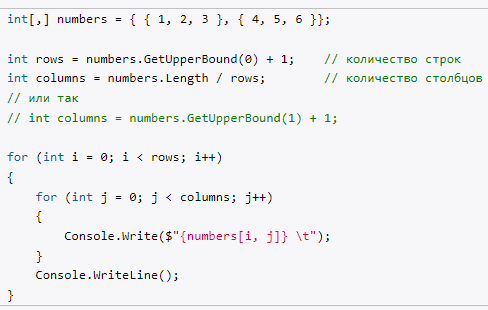 int[,] numbers = { { 1, 2, 3 }, { 4, 5, 6 }};
int rows = numbers.GetUpperBound(0) + 1;    // количество строк
int columns = numbers.Length / rows;        // количество столбцов
// или так
// int columns = numbers.GetUpperBound(1) + 1;
for (int i = 0; i < rows; i++)
{
    for (int j = 0; j < columns; j++)
    {
        Console.Write($"{numbers[i, j]} \t");
    }
    Console.WriteLine();
}